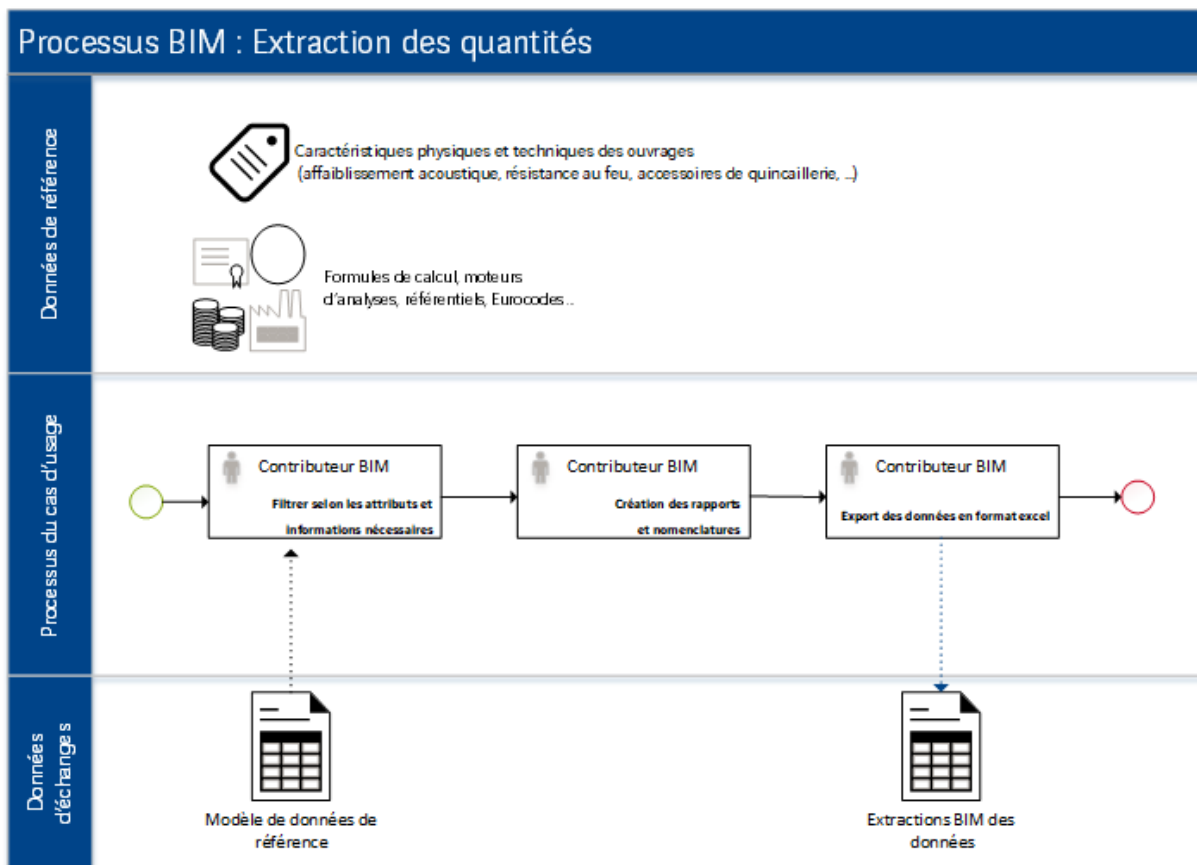 Processus BIM : Extraction des quantités
Données de référence
Caractéristiques physiques et techniques des ouvrages
(affaiblissement acoustique, résistance au feu, accessoires de quincaillerie, ...)
Formules de calcul, moteurs
d'analyses, référentiels, Eurocodes...
Processus du cas d'usage
Contributeur BIM
Filtrer selon les attributs et
informations nécessaires
Contributeur BIM
Création des rapports
et nomenclatures
Contributeur BIM
Export des données en format excel
Données
d'échanges
Modèle de données de
référence
Extractions BIM des
données